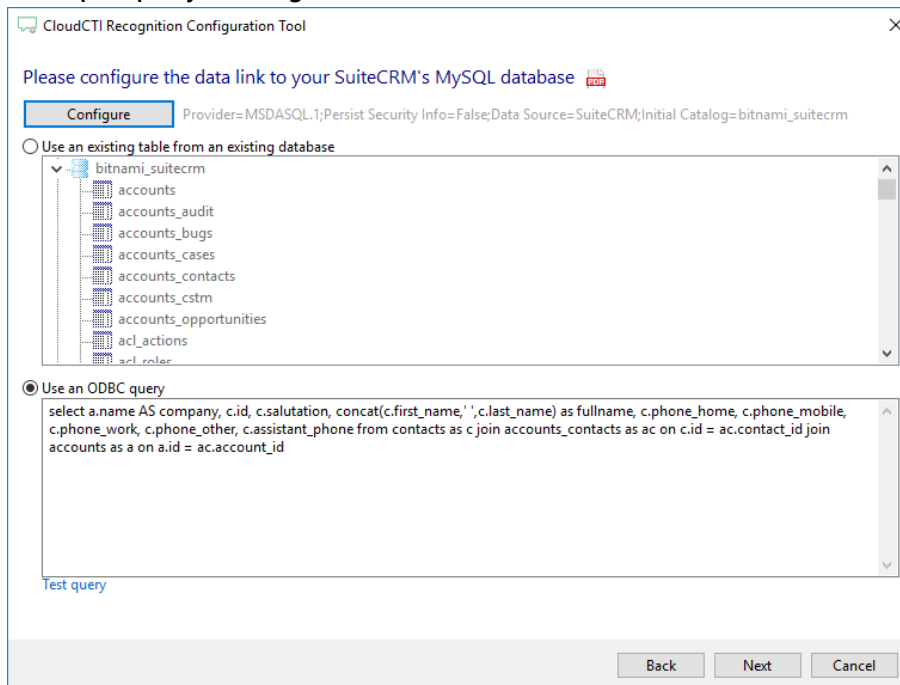 CloudCTI Recognition Configuration Tool
Please configure the data link to your SuiteCRM's MySQL database
PDF
Configure
Provider=MSDASQL.1;Persist Security Info=False;Data Source=SuiteCRM;Initial Catalog=bitnami_suitecrm
Use an existing table from an existing database
bitnami_suitecrm
accounts
accounts_audit
accounts_bugs
accounts_cases
accounts_contacts
accounts_cstm
accounts_opportunities
acl_actions
acl_roles
Use an ODBC query
select a.name AS company, c.id, c.salutation, concat(c.first_name,' ',c.last_name) as fullname, c.phone_home, c.phone_mobile,
c.phone_work, c.phone_other, c.assistant_phone from contacts as c join accounts_contacts as ac on c.id = ac.contact_id join
accounts as a on a.id = ac.account_id
Test query
Back
Next
Cancel